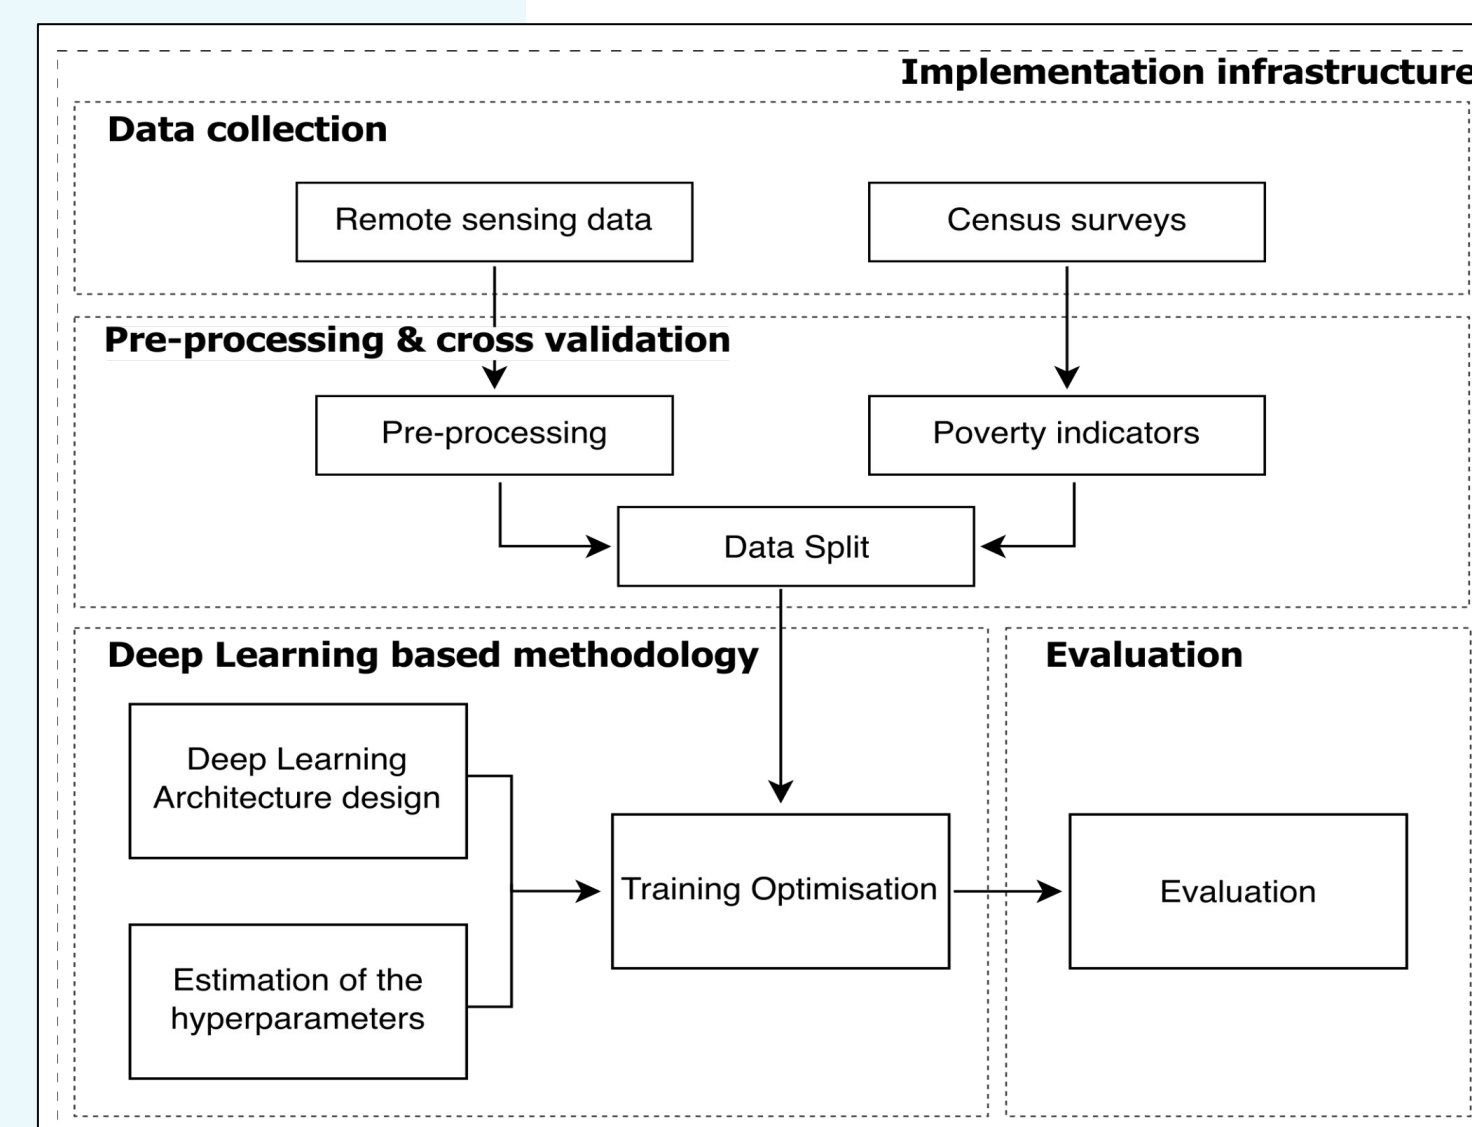 Implementation infrastructure
Data collection
Remote sensing data
Census surveys
Pre-processing & cross validation
Pre-processing
Poverty indicators
Data Split
Deep Learning based methodology
Evaluation
Deep Learning
Architecture design
Training Optimisation
Evaluation
Estimation of the
hyperparameters